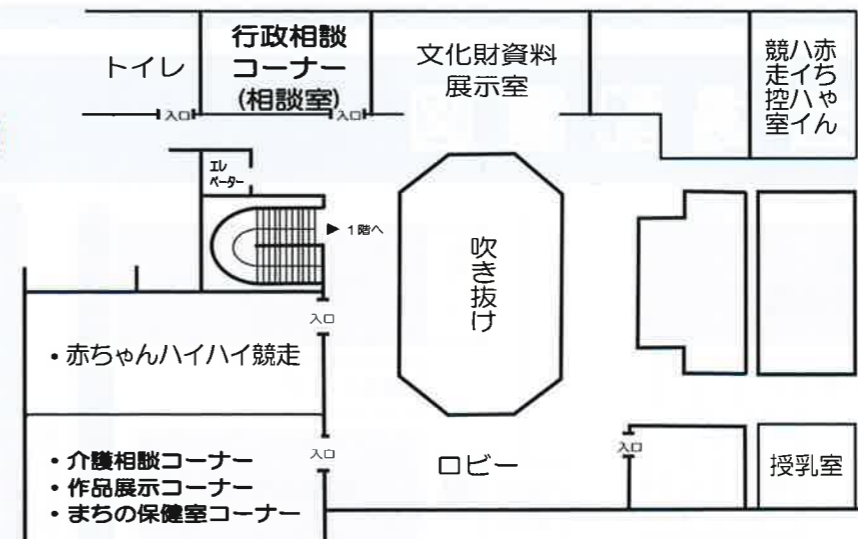 トイレ
行政相談
コーナー
(相談室)
文化財資料
展示室
赤ちゃん
ハイハイ
競走控室
入口
入口
エレ
ベーター
▶ 1階へ
吹き抜け
入口
・赤ちゃんハイハイ競走
入口
・介護相談コーナー
・作品展示コーナー
・まちの保健室コーナー
ロビー
入口
授乳室